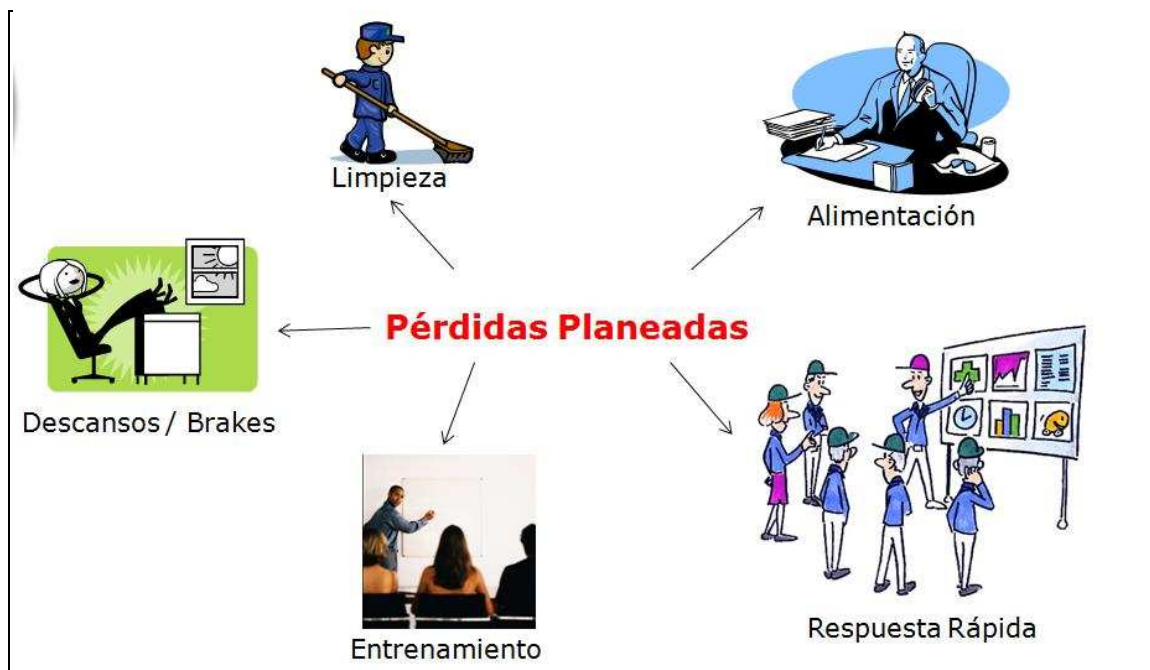 Limpieza
Alimentación
Pérdidas Planeadas
Descansos / Brakes
Entrenamiento
Respuesta Rápida